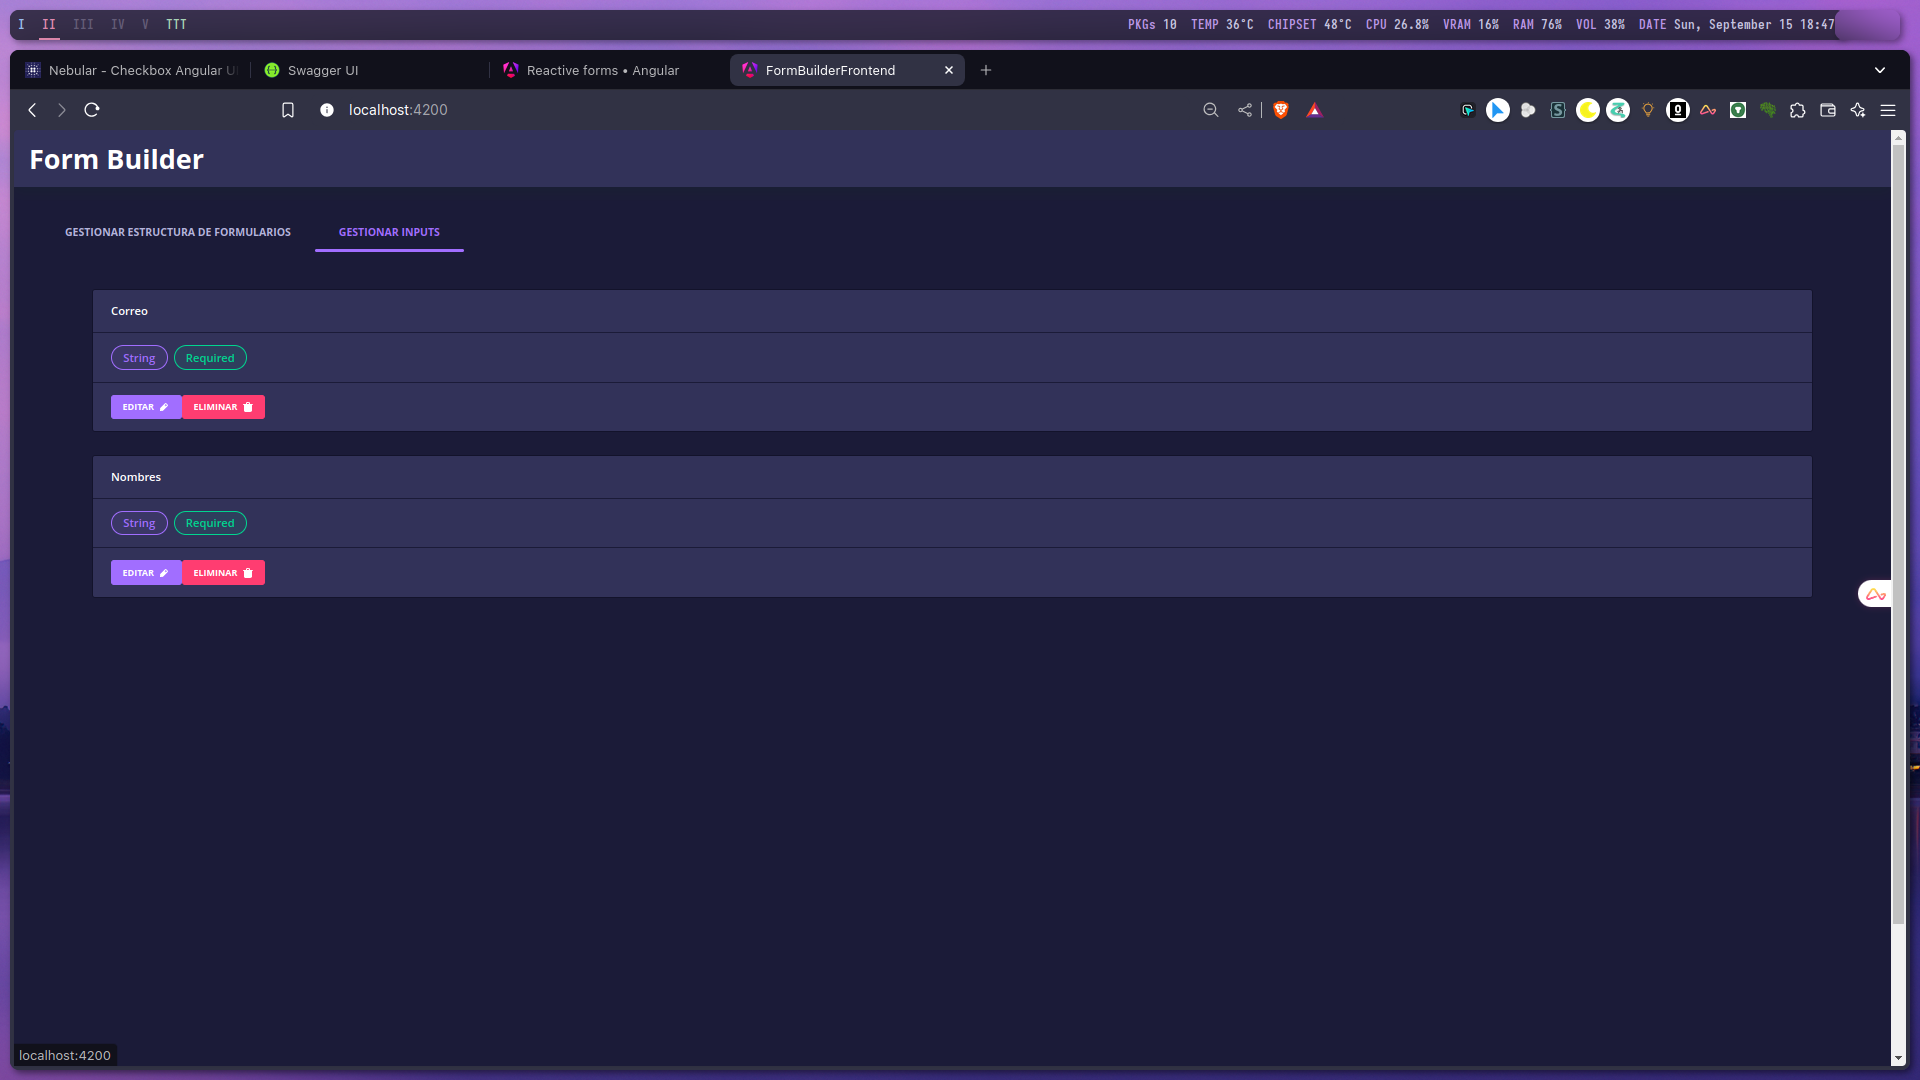 I II III IV V TTT PKGs 10 TEMP 36°C CHIPSET 48°C CPU 26.8% VRAM 16% RAM 76% VOL 38% DATE Sun, September 15 18:47
Nebular - Checkbox Angular U Swagger UI Reactive forms • Angular FormBuilderFrontend
localhost:4200
Form Builder
GESTIONAR ESTRUCTURA DE FORMULARIOS GESTIONAR INPUTS
Correo
String Required
EDITAR ELIMINAR
Nombres
String Required
EDITAR ELIMINAR
localhost:4200